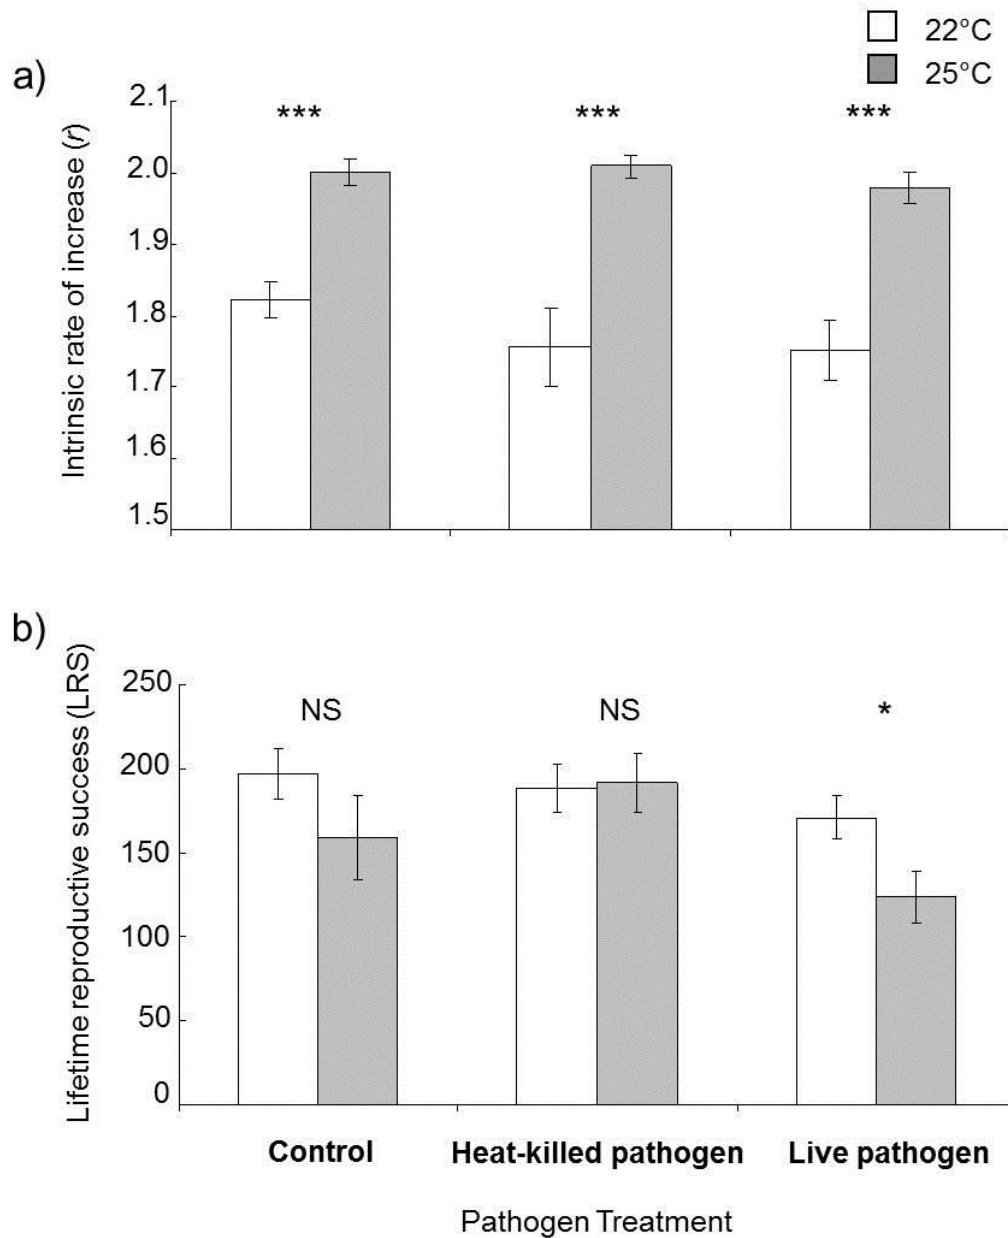 22°C
25°C
a)
Intrinsic rate of increase (r)
2.1
2.0
1.9
1.8
1.7
1.6
1.5
*** *** ***
b)
Lifetime reproductive success (LRS)
250
200
150
100
50
0
NS NS *
Control Heat-killed pathogen Live pathogen
Pathogen Treatment